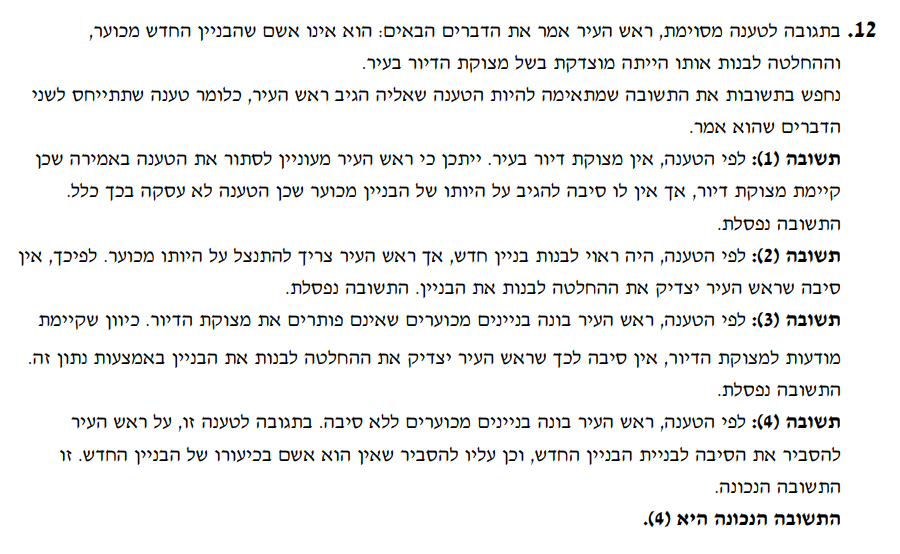 12. בתגובה לטענה מסוימת, ראש העיר אמר את הדברים הבאים: הוא אינו אשם שהבניין החדש מכוער,
וההחלטה לבנות אותו הייתה מוצדקת בשל מצוקת הדיור בעיר.
נחפש בתשובות את התשובה שמתאימה להיות הטענה שאליה הגיב ראש העיר, כלומר טענה שתתייחס לשני
הדברים שהוא אמר.
תשובה (1): לפי הטענה, אין מצוקת דיור בעיר. ייתכן כי ראש העיר מעוניין לסתור את הטענה באמירה שכן
קיימת מצוקת דיור, אך אין לו סיבה להגיב על היותו של הבניין מכוער שכן הטענה לא עסקה בכך כלל.
התשובה נפסלת.
תשובה (2): לפי הטענה, היה ראוי לבנות בניין חדש, אך ראש העיר צריך להתנצל על היותו מכוער. לפיכך, אין
סיבה שראש העיר יצדיק את ההחלטה לבנות את הבניין. התשובה נפסלת.
תשובה (3): לפי הטענה, ראש העיר בונה בניינים מכוערים שאינם פותרים את מצוקת הדיור. כיוון שקיימת
מודעות למצוקת הדיור, אין סיבה לכך שראש העיר יצדיק את ההחלטה לבנות את הבניין באמצעות נתון זה.
התשובה נפסלת.
תשובה (4): לפי הטענה, ראש העיר בונה בניינים מכוערים ללא סיבה. בתגובה לטענה זו, על ראש העיר
להסביר את הסיבה לבניית הבניין החדש, וכן עליו להסביר שאין הוא אשם בכיעורו של הבניין החדש. זו
התשובה הנכונה.
התשובה הנכונה היא (4).